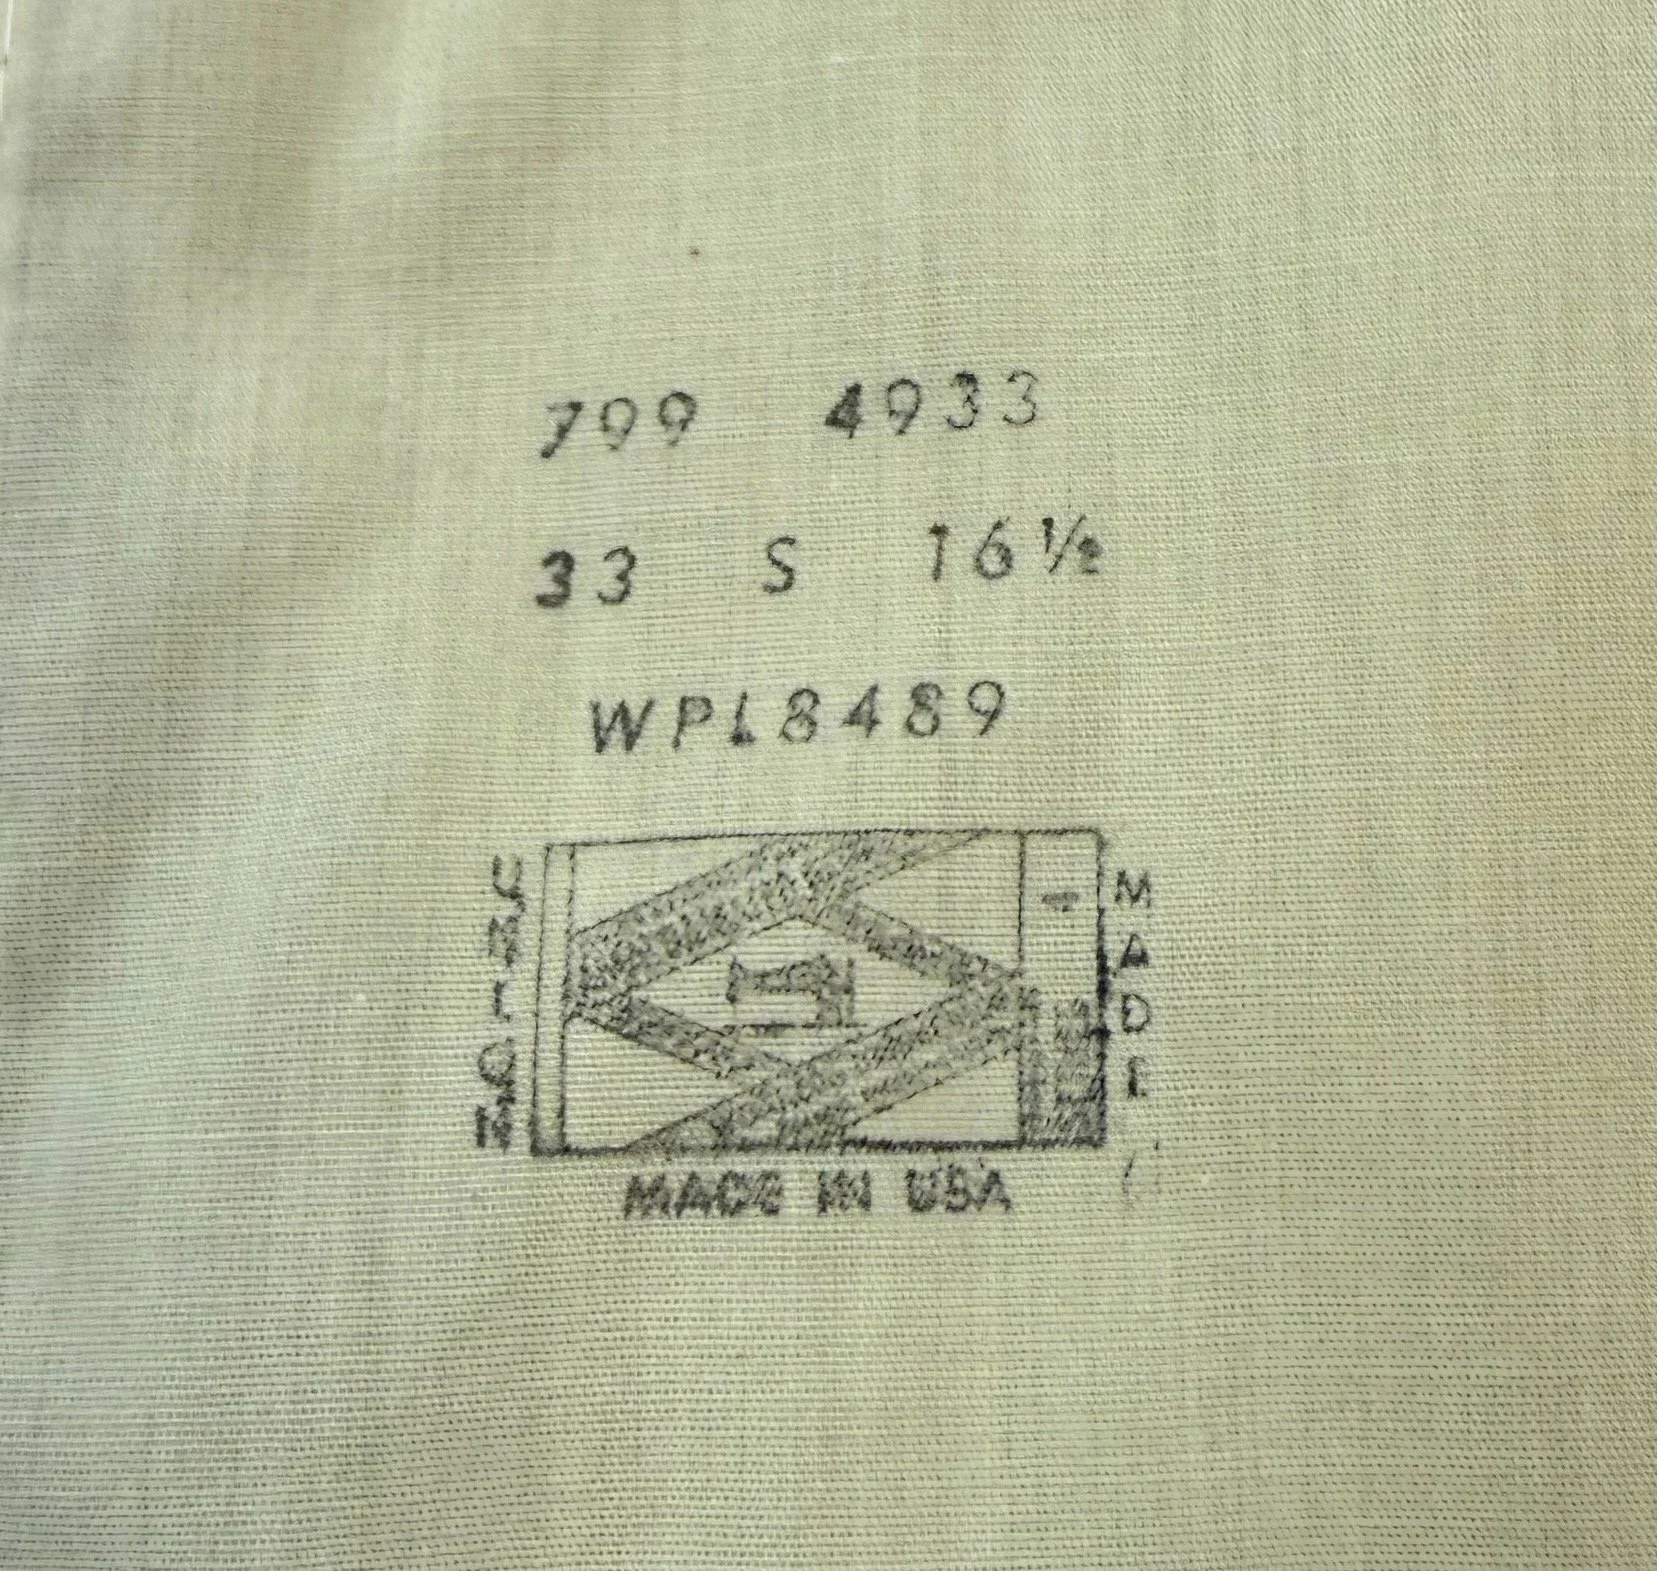 799 4933
33 S 16½
WPL8489
UNION
MADE
MADE IN USA